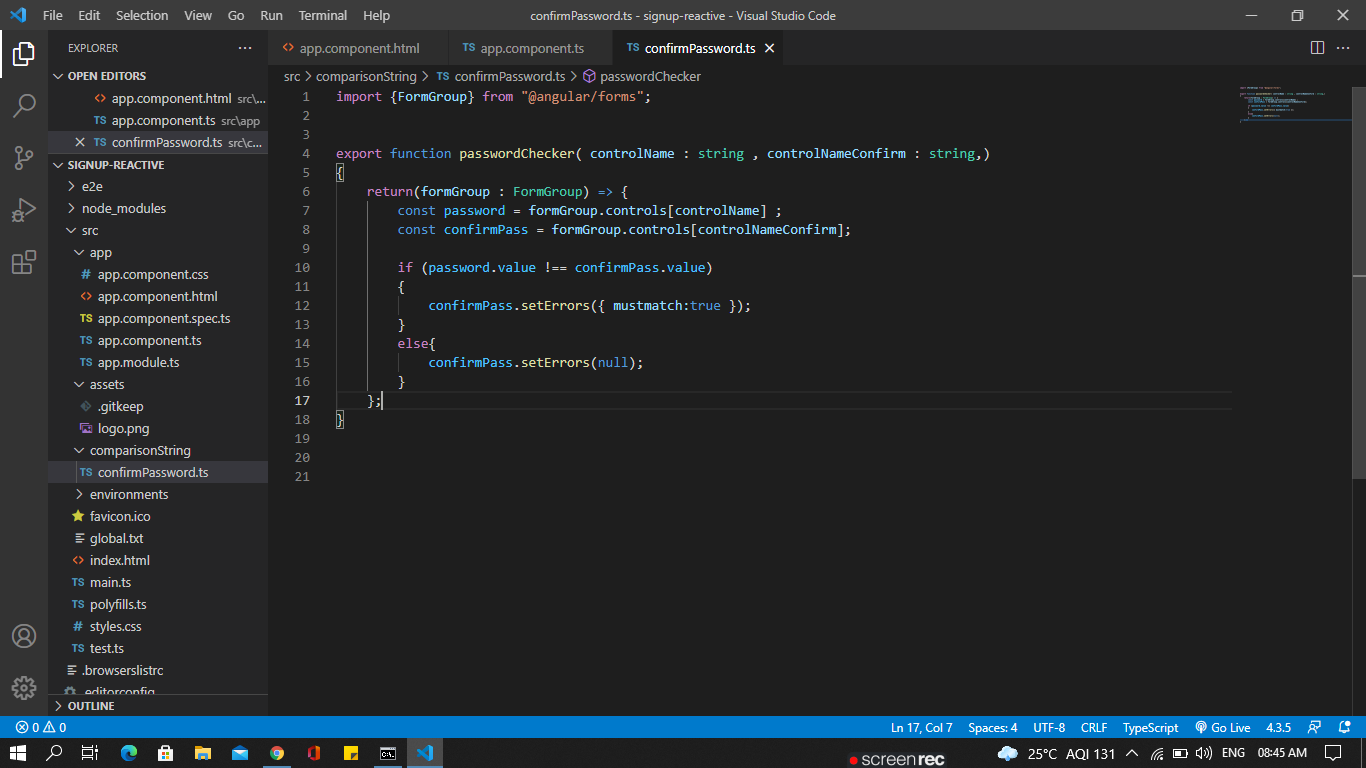 File Edit Selection View Go Run Terminal Help
confirmPassword.ts - signup-reactive - Visual Studio Code
EXPLORER
OPEN EDITORS
app.component.html src\...
TS app.component.ts src\app
TS confirmPassword.ts src\c...
SIGNUP-REACTIVE
e2e
node_modules
src
app
# app.component.css
<> app.component.html
TS app.component.spec.ts
TS app.component.ts
TS app.module.ts
assets
.gitkeep
logo.png
comparisonString
TS confirmPassword.ts
environments
favicon.ico
global.txt
<> index.html
TS main.ts
TS polyfills.ts
# styles.css
TS test.ts
.browserslistrc
.editorconfig
OUTLINE
<> app.component.html TS app.component.ts TS confirmPassword.ts
src > comparisonString > TS confirmPassword.ts > passwordChecker
1 import {FormGroup} from "@angular/forms";
2
3
4 export function passwordChecker( controlName : string , controlNameConfirm : string,)
5 {
6 return(formGroup : FormGroup) => {
7 const password = formGroup.controls[controlName] ;
8 const confirmPass = formGroup.controls[controlNameConfirm];
9
10 if (password.value !== confirmPass.value)
11 {
12 confirmPass.setErrors({ mustmatch:true });
13 }
14 else{
15 confirmPass.setErrors(null);
16 }
17 };
18 }
19
20
21
0 0 Ln 17, Col 7 Spaces: 4 UTF-8 CRLF TypeScript Go Live 4.3.5
screenrec
25°C AQI 131 ENG 08:45 AM